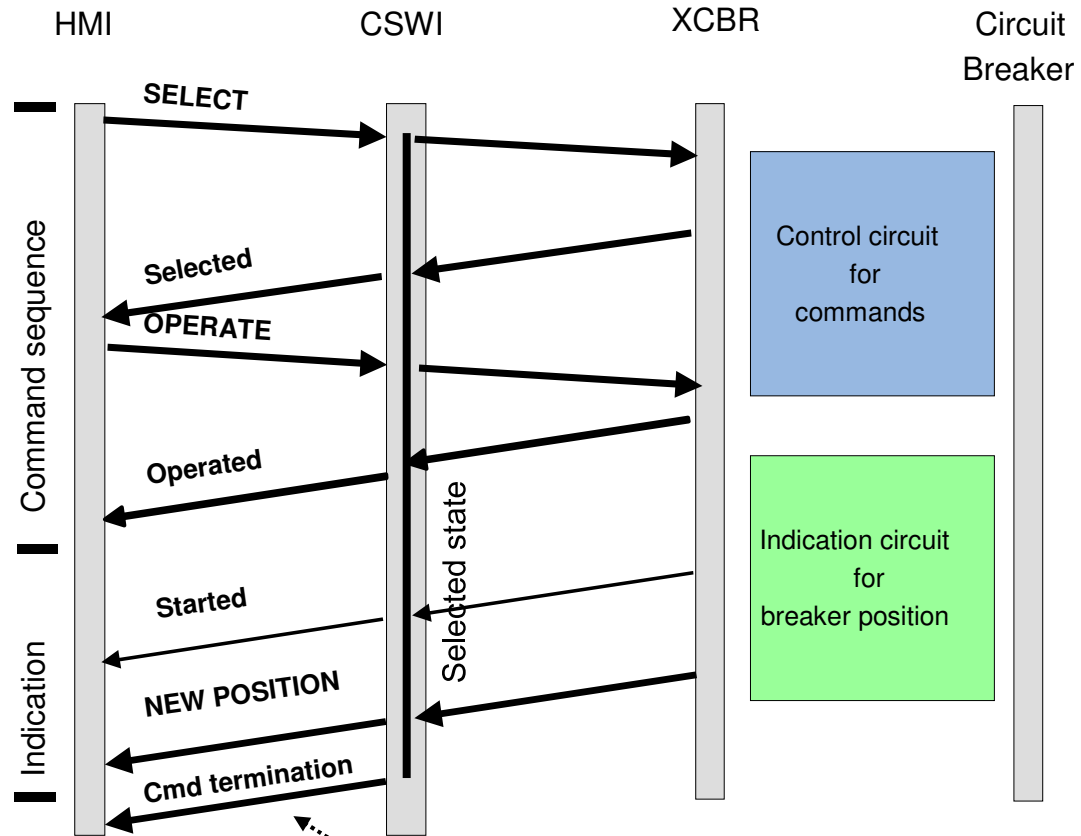 HMI
CSWI
XCBR
Circuit
Breaker
SELECT
Control circuit
for
commands
Selected
OPERATE
Command sequence
Operated
Selected state
Indication circuit
for
breaker position
Started
NEW POSITION
Indication
Cmd termination